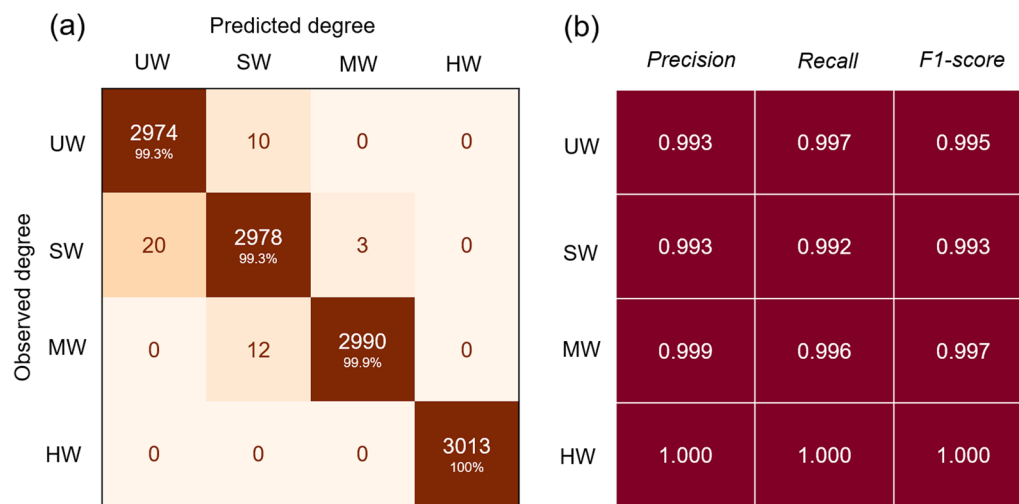 (a)
Predicted degree
UW SW MW HW
Observed degree
UW 2974 10 0 0
99.3%
SW 20 2978 3 0
99.3%
MW 0 12 2990 0
99.9%
HW 0 0 0 3013
100%
(b)
Precision Recall F1-score
UW 0.993 0.997 0.995
SW 0.993 0.992 0.993
MW 0.999 0.996 0.997
HW 1.000 1.000 1.000